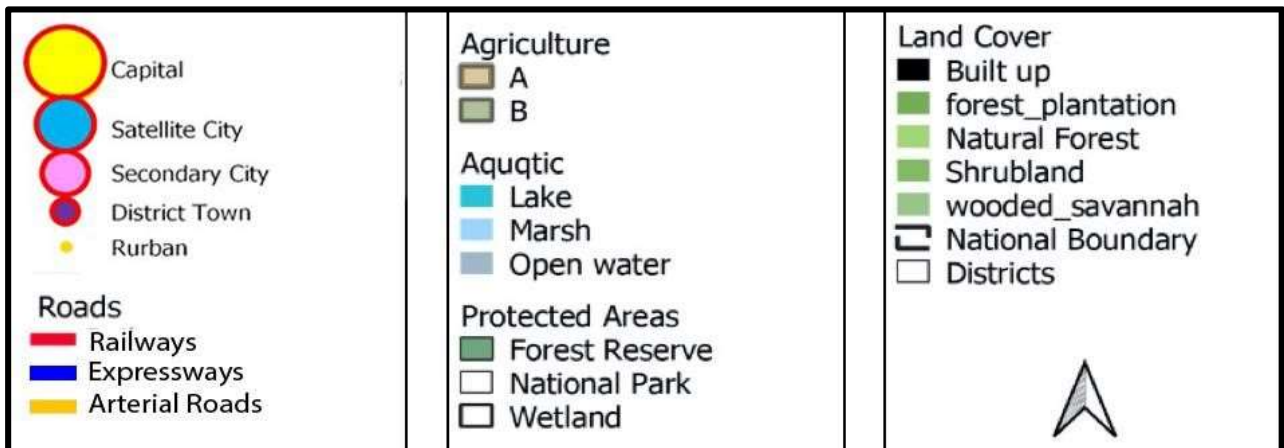 Capital
Satellite City
Secondary City
District Town
Rurban
Roads
Railways
Expressways
Arterial Roads
Agriculture
A
B
Aquqtic
Lake
Marsh
Open water
Protected Areas
Forest Reserve
National Park
Wetland
Land Cover
Built up
forest_plantation
Natural Forest
Shrubland
wooded_savannah
National Boundary
Districts